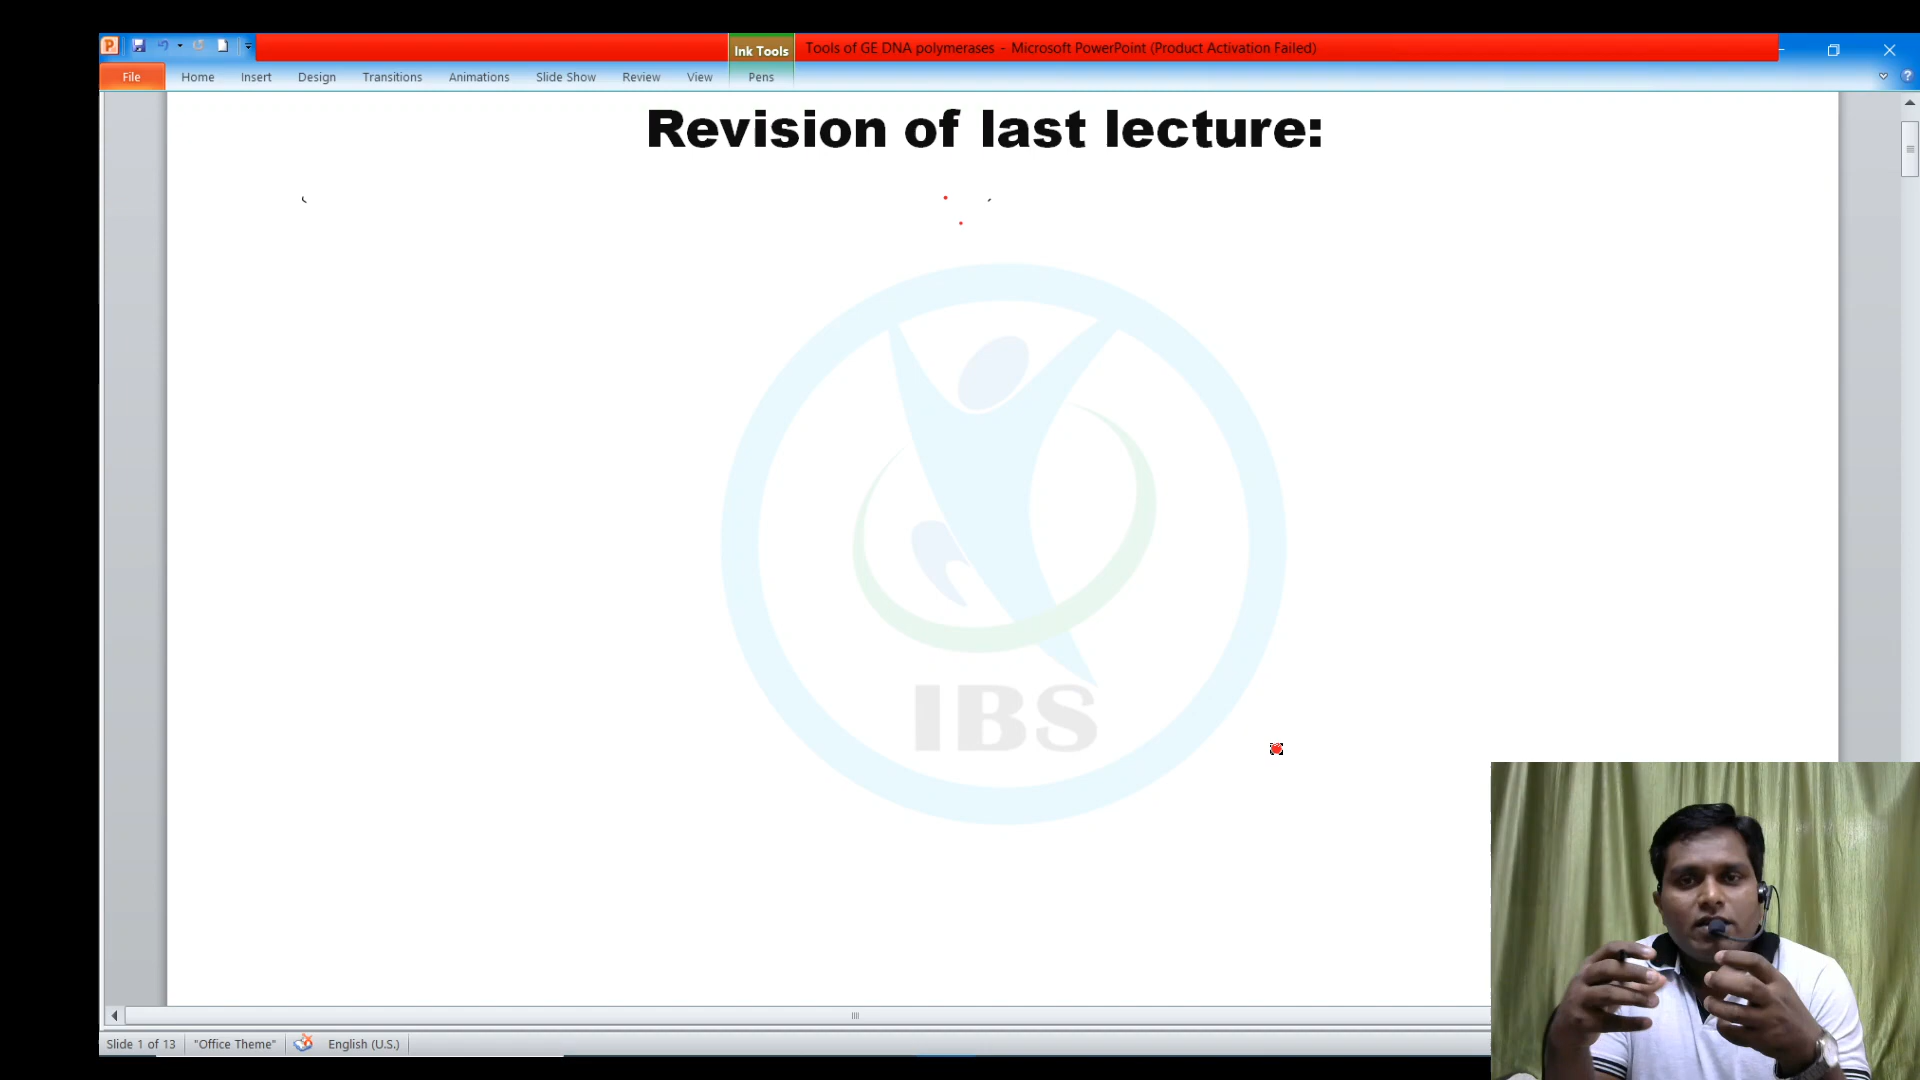 Ink Tools
Tools of GE DNA polymerases - Microsoft PowerPoint (Product Activation Failed)
File Home Insert Design Transitions Animations Slide Show Review View Pens
Revision of last lecture:
IBS
Slide 1 of 13 "Office Theme" English (U.S.)